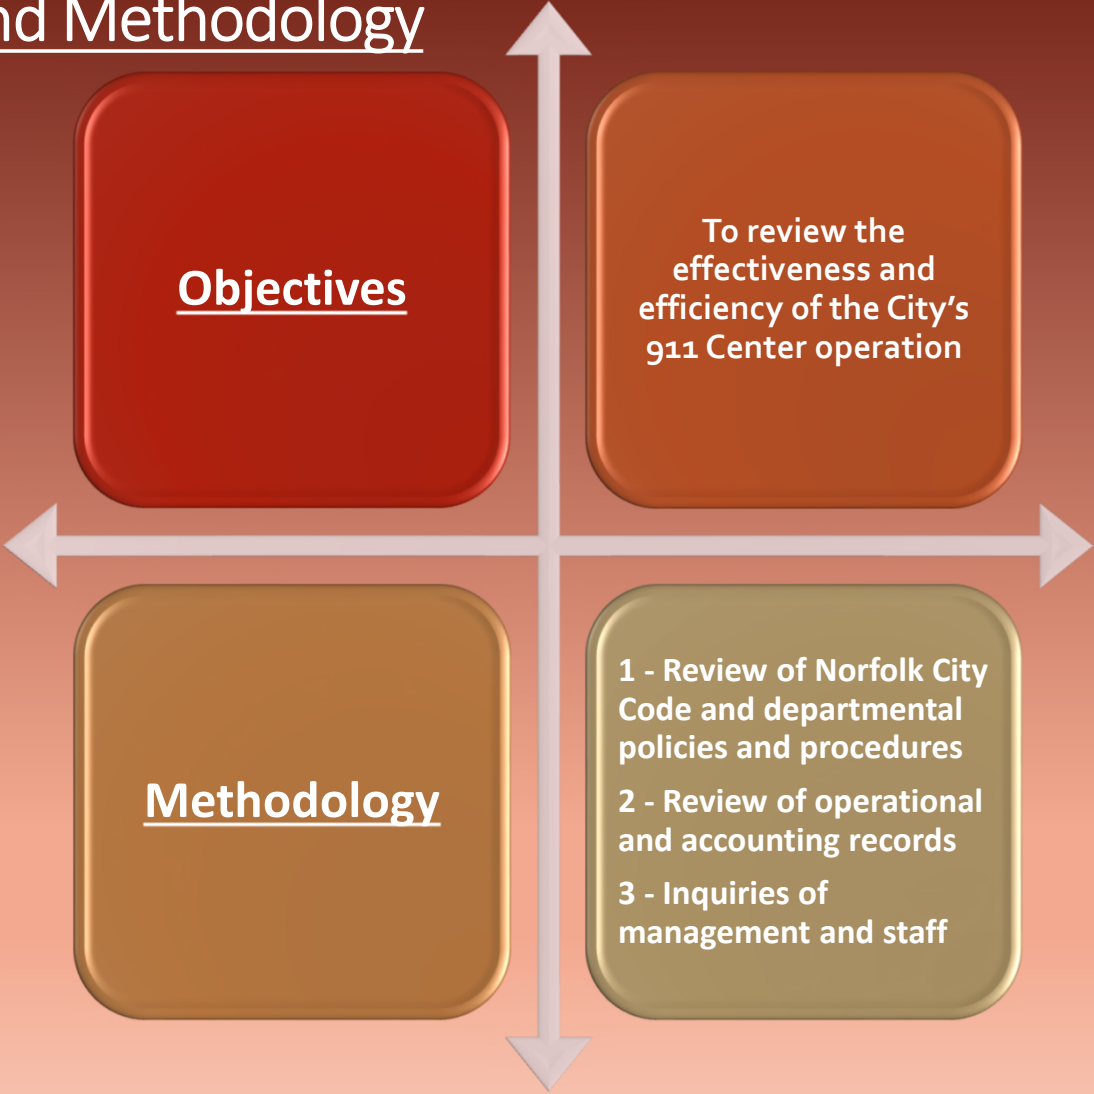 nd Methodology
Objectives
To review the
effectiveness and
efficiency of the City’s
911 Center operation
Methodology
1 - Review of Norfolk City
Code and departmental
policies and procedures
2 - Review of operational
and accounting records
3 - Inquiries of
management and staff